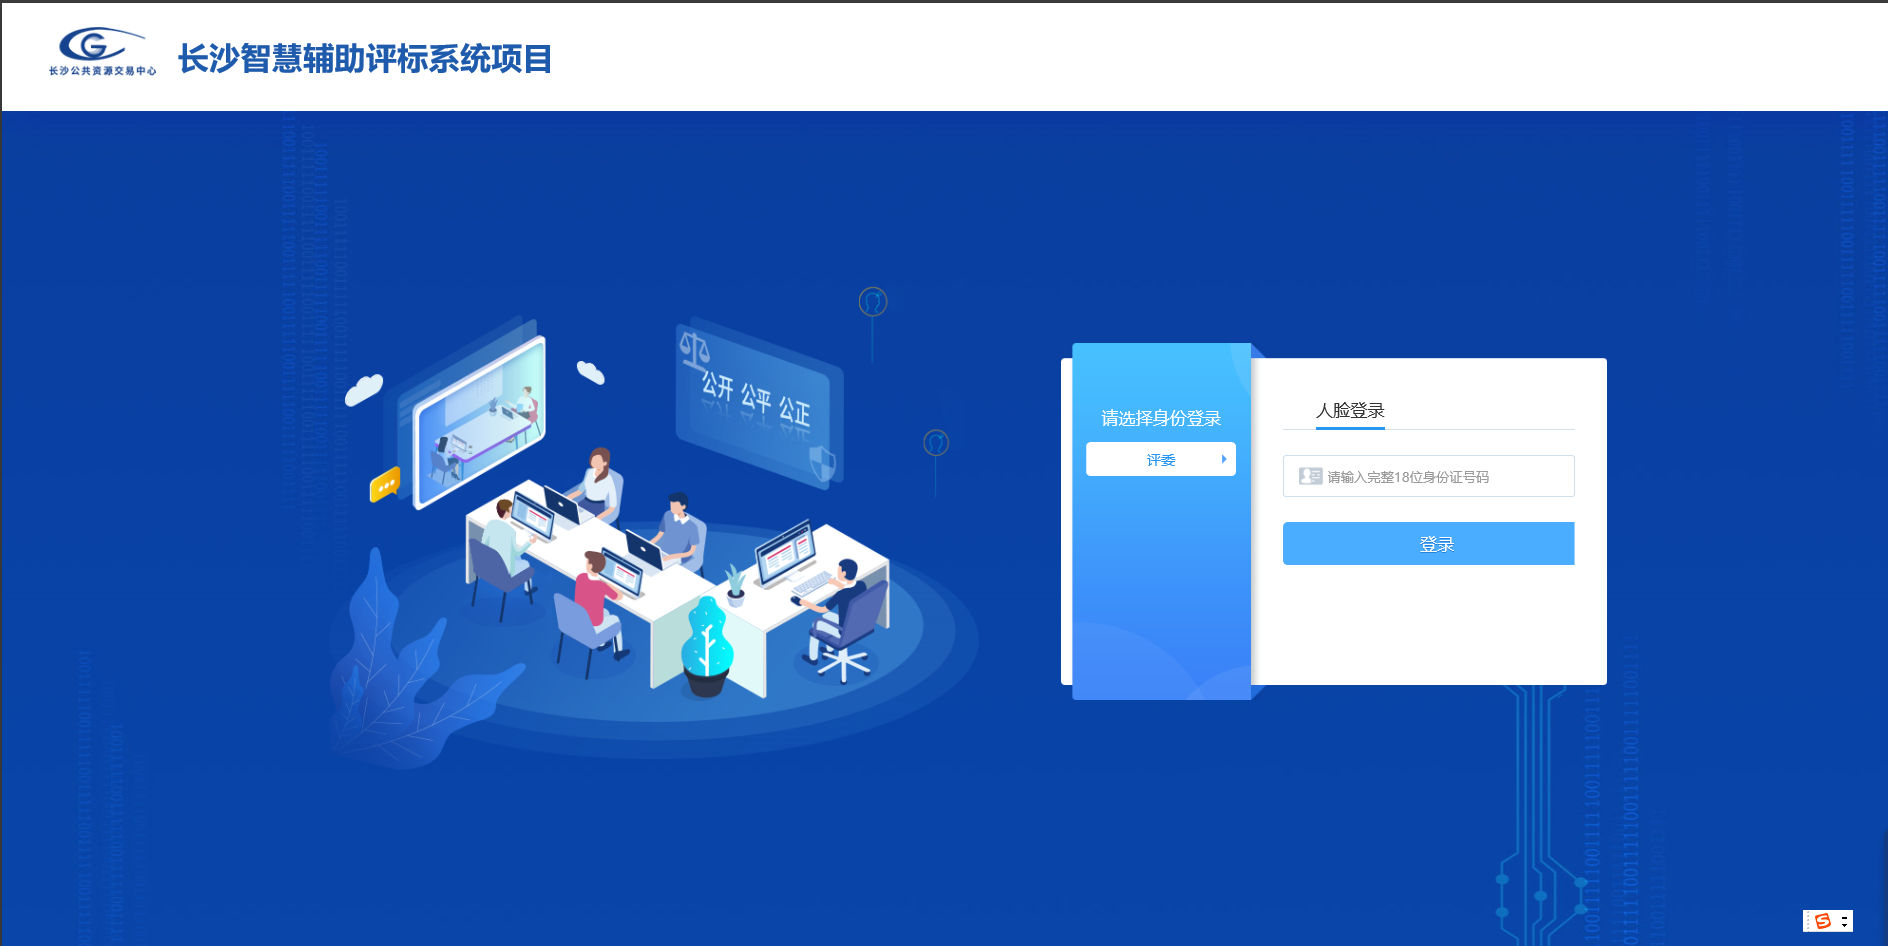 长沙公共资源交易中心
长沙智慧辅助评标系统项目
公开 公平 公正
请选择身份登录
评委
人脸登录
请输入完整18位身份证号码
登录